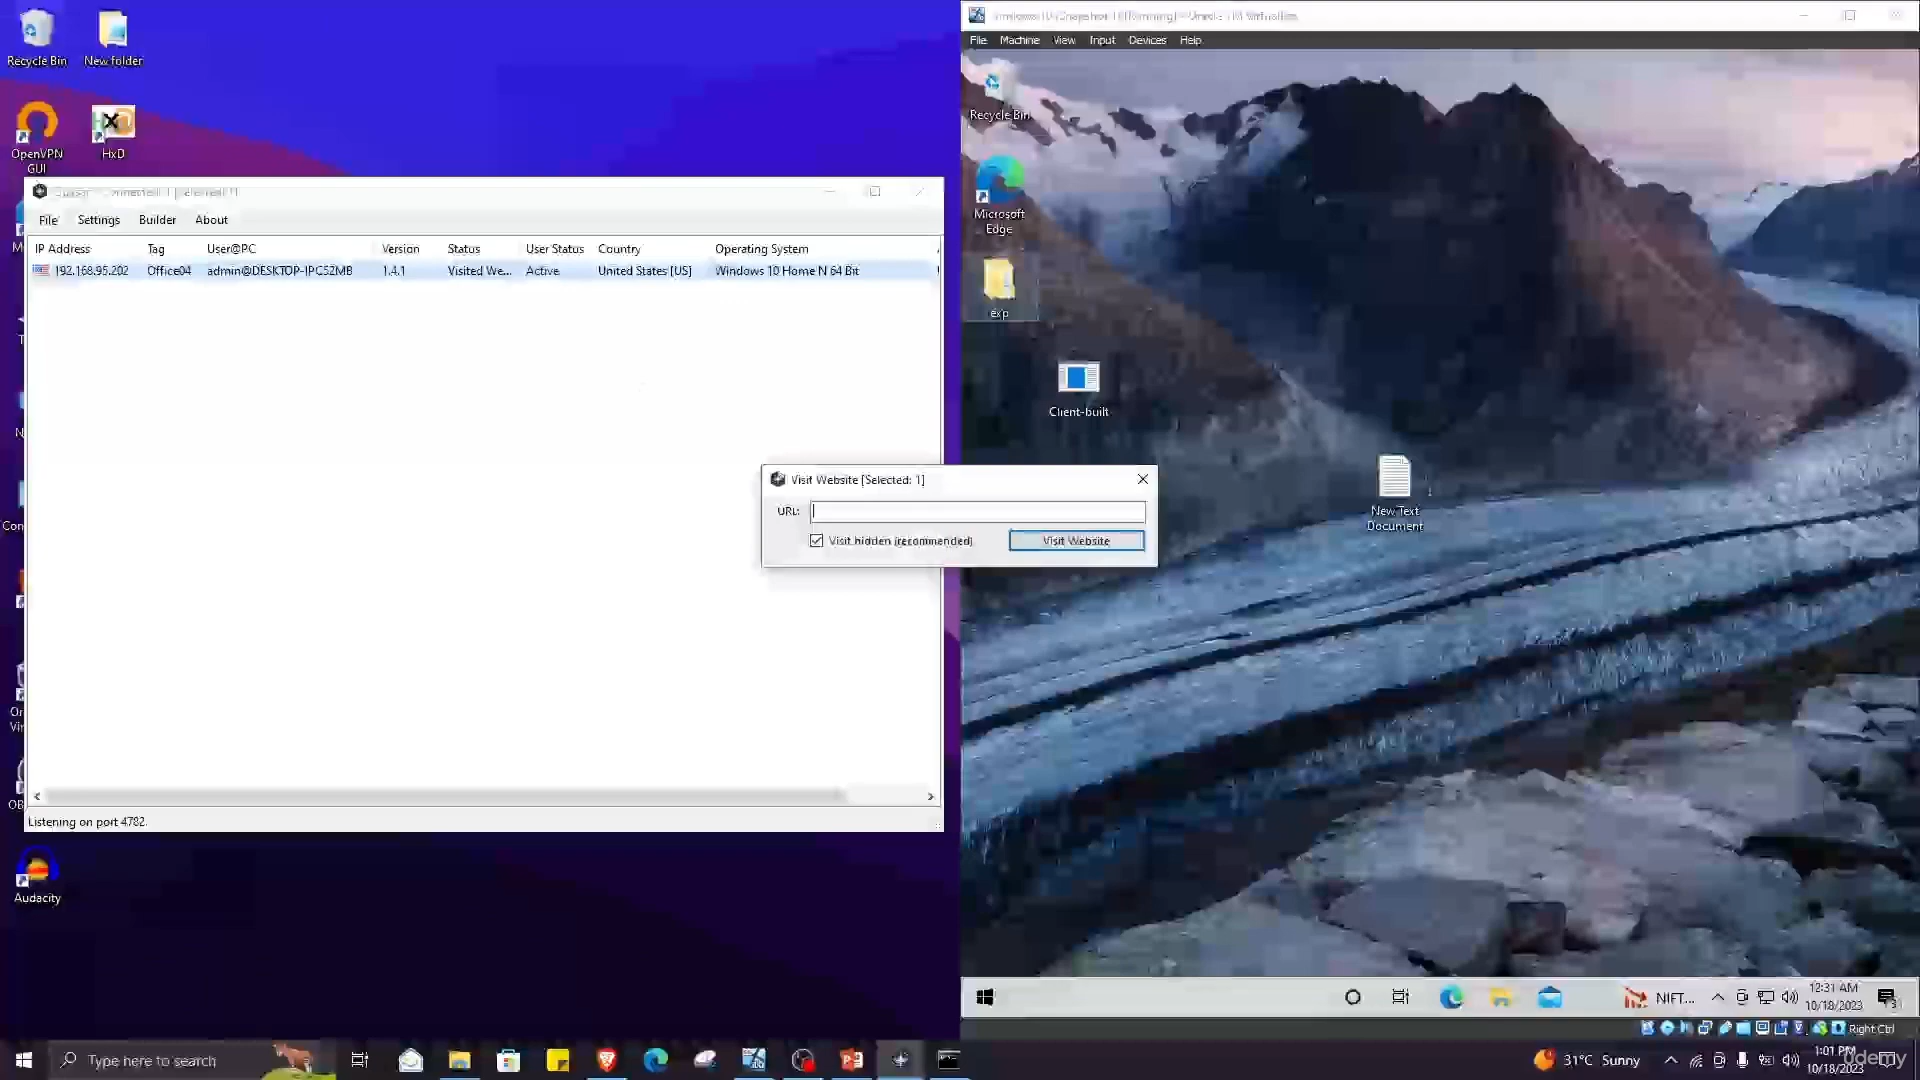 Recycle Bin
New folder
OpenVPN
GUI
HxD
File Settings Builder About
IP Address Tag User@PC Version Status User Status Country Operating System
192.168.95.202 Office04 admin@DESKTOP-IPG52MB 1.4.1 Visited We... Active United States [US] Windows 10 Home N 64 Bit
Listening on port 4782.
Audacity
Type here to search
Visit Website [Selected: 1]
URL:
Visit hidden (recommended)
Visit Website
File Machine View Input Devices Help
Recycle Bin
Microsoft
Edge
exp
Client-built
New Text
Document
NIFT...
12:31 AM
10/18/2023
Right Ctrl
31°C Sunny
1:01 PM
10/18/2023
udemy